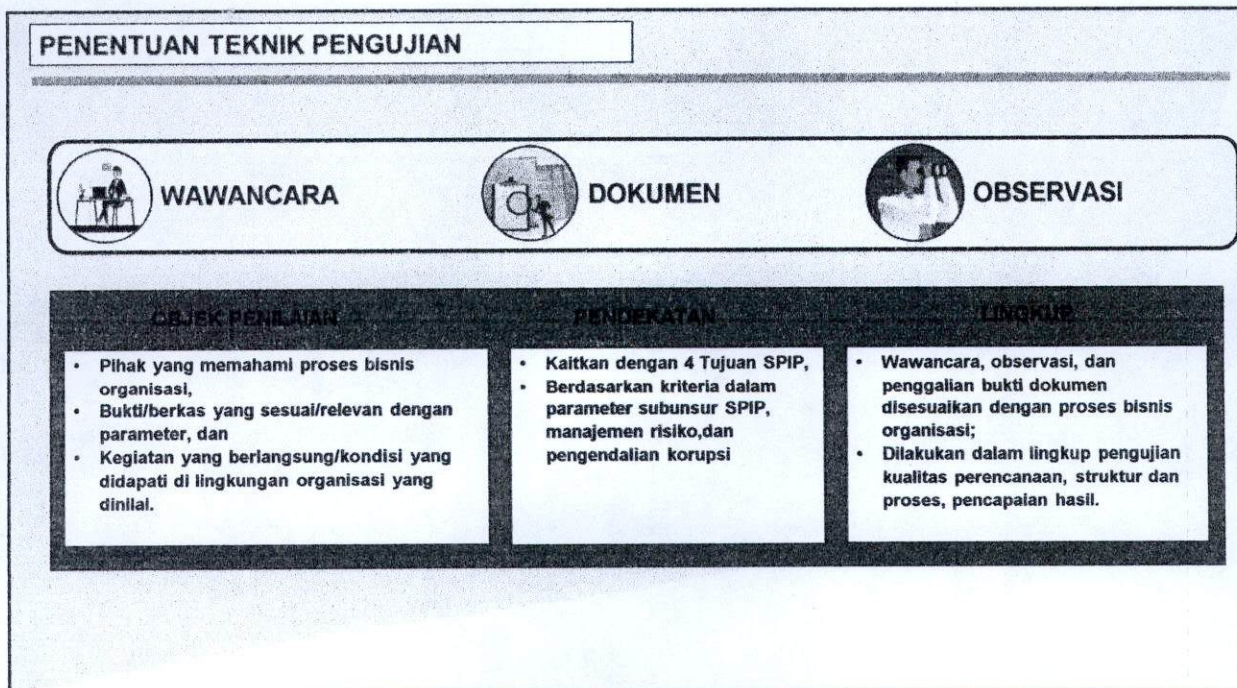 PENENTUAN TEKNIK PENGUJIAN
WAWANCARA
DOKUMEN
OBSERVASI
OBJEK PENILAIAN
• Pihak yang memahami proses bisnis
organisasi,
• Bukti/berkas yang sesuai/relevan dengan
parameter, dan
• Kegiatan yang berlangsung/kondisi yang
didapati di lingkungan organisasi yang
dinilai.
PENDEKATAN
• Kaitkan dengan 4 Tujuan SPIP,
• Berdasarkan kriteria dalam
parameter subunsur SPIP,
manajemen risiko,dan
pengendalian korupsi
LINGKUP
• Wawancara, observasi, dan
penggalian bukti dokumen
disesuaikan dengan proses bisnis
organisasi;
• Dilakukan dalam lingkup pengujian
kualitas perencanaan, struktur dan
proses, pencapaian hasil.